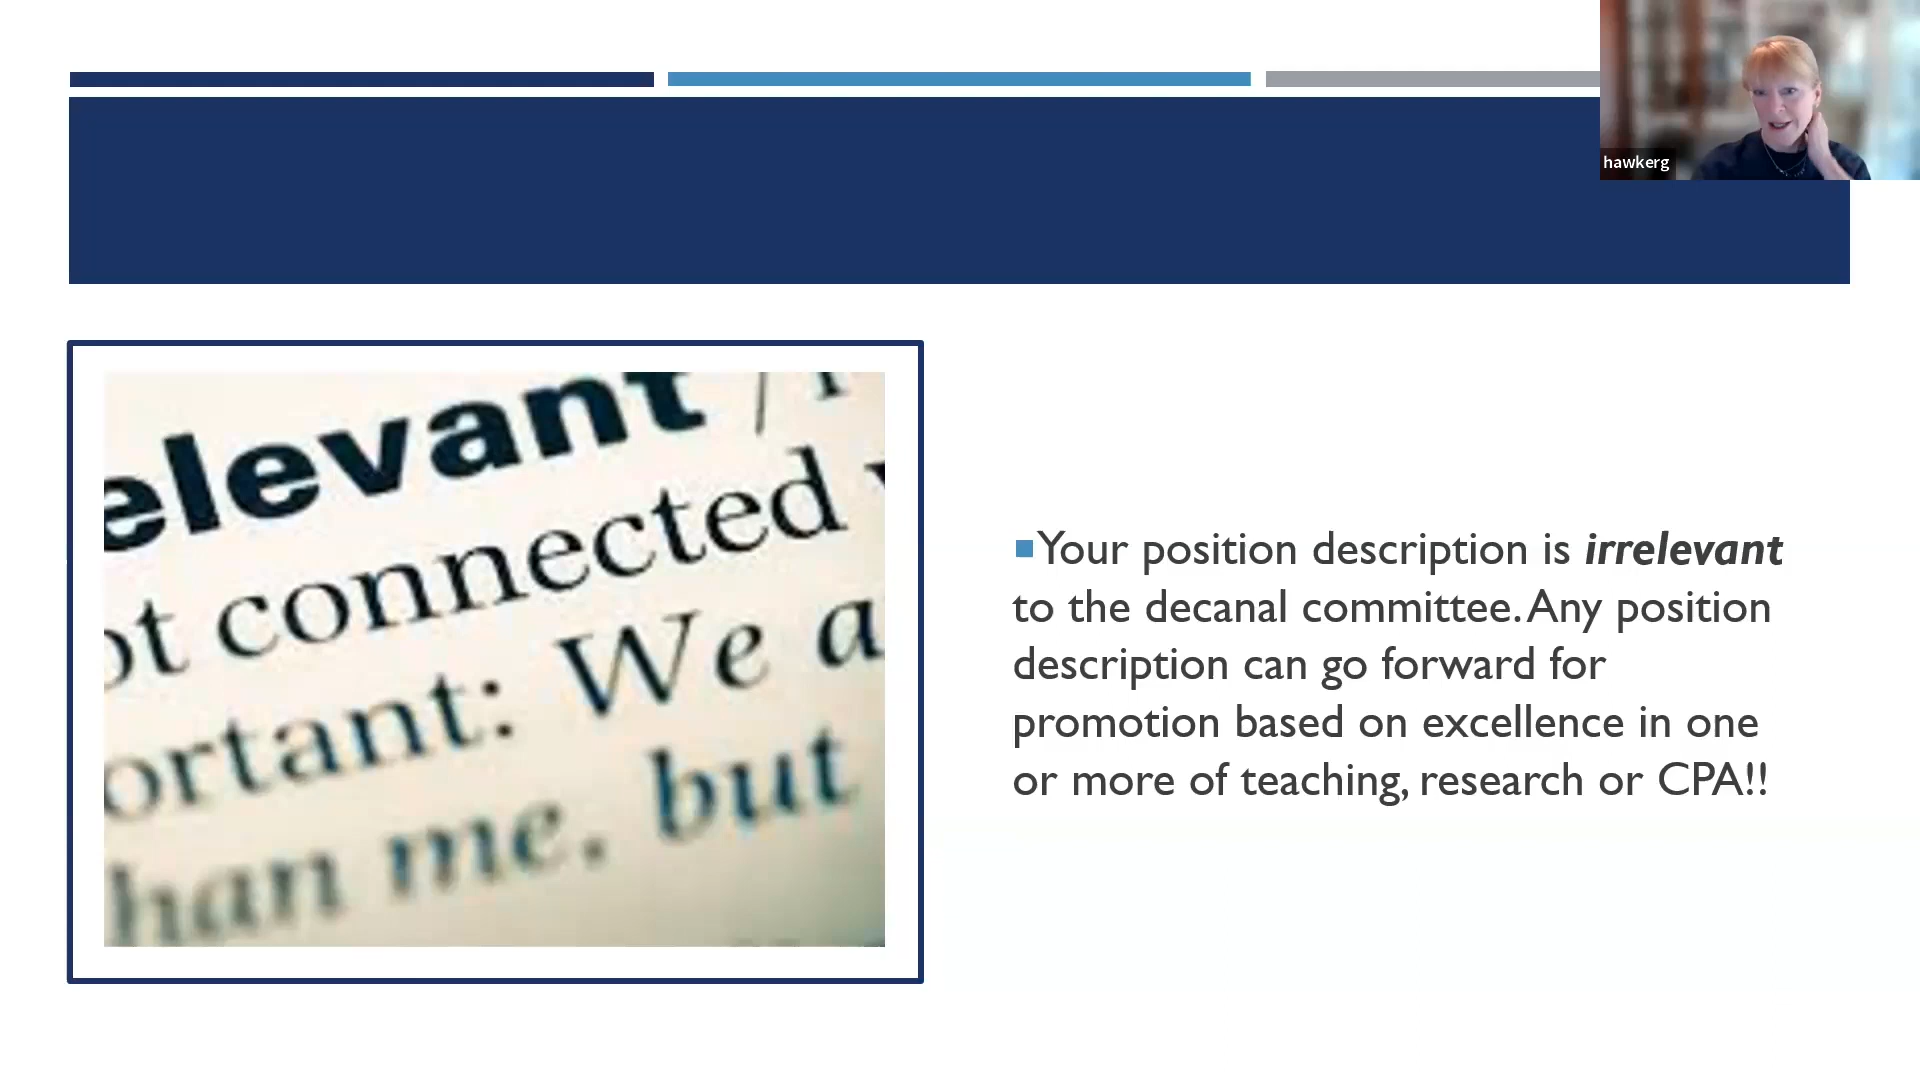 hawkerg
elevant /
ot connected
ortant: We a
han me. but
Your position description is irrelevant
to the decanal committee. Any position
description can go forward for
promotion based on excellence in one
or more of teaching, research or CPA!!